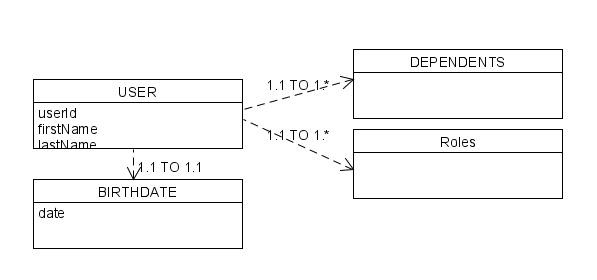 DEPENDENTS
1.1 TO 1.*
USER
userId
firstName
lastName
1.1 TO 1.*
Roles
1.1 TO 1.1
BIRTHDATE
date